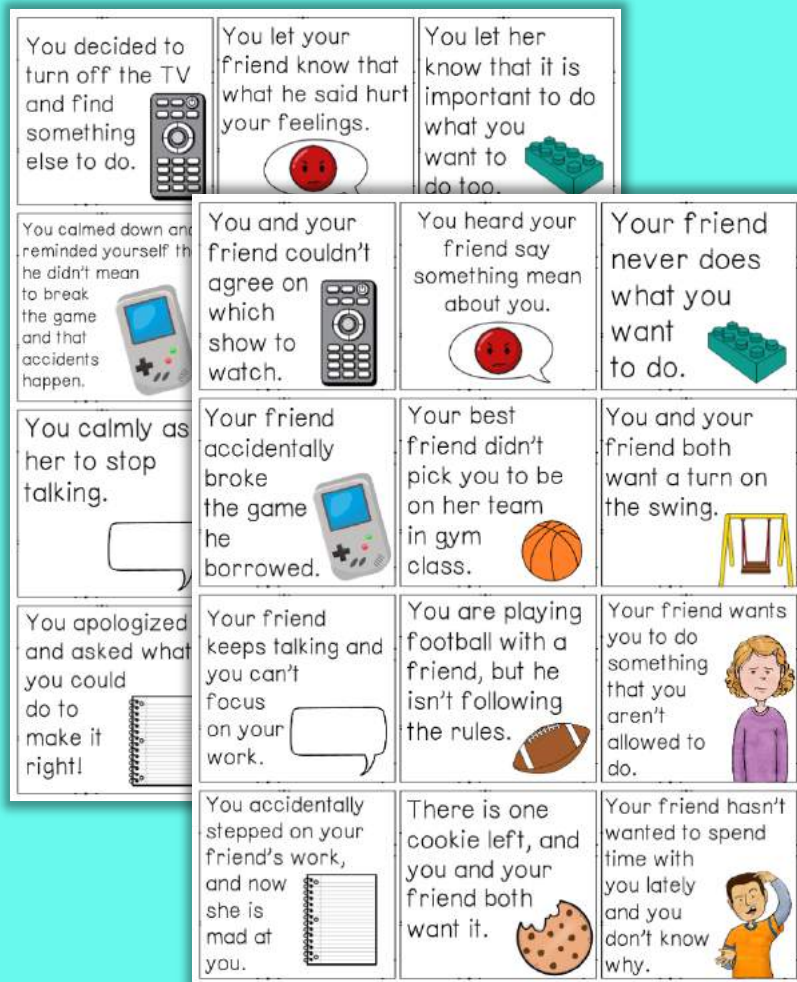 You decided to
turn off the TV
and find
something
else to do.
You let your
friend know that
what he said hurt
your feelings.
You let her
know that it is
important to do
what you
want to
do too.
You calmed down and
reminded yourself
he didn't mean
to break
the game
and that
accidents
happen.
You calmly
her to stop
talking.
You apologized
and asked what
you could
do to
make it
right!
You and your
friend couldn't
agree on
which
show to
watch.
You heard your
friend say
something mean
about you.
Your friend
never does
what you
want
to do.
Your friend
accidentally
broke
the game
he
borrowed.
Your best
friend didn't
pick you to be
on her team
in gym
class.
You and your
friend both
want a turn on
the swing.
Your friend
keeps talking and
you can't
focus
on your
work.
You are playing
football with a
friend, but he
isn't following
the rules.
Your friend wants
you to do
something
that you
aren't
allowed to
do.
You accidentally
stepped on your
friend's work,
and now
she is
mad at
you.
There is one
cookie left, and
you and your
friend both
want it.
Your friend hasn't
wanted to spend
time with
you lately
and you
don't know
why.